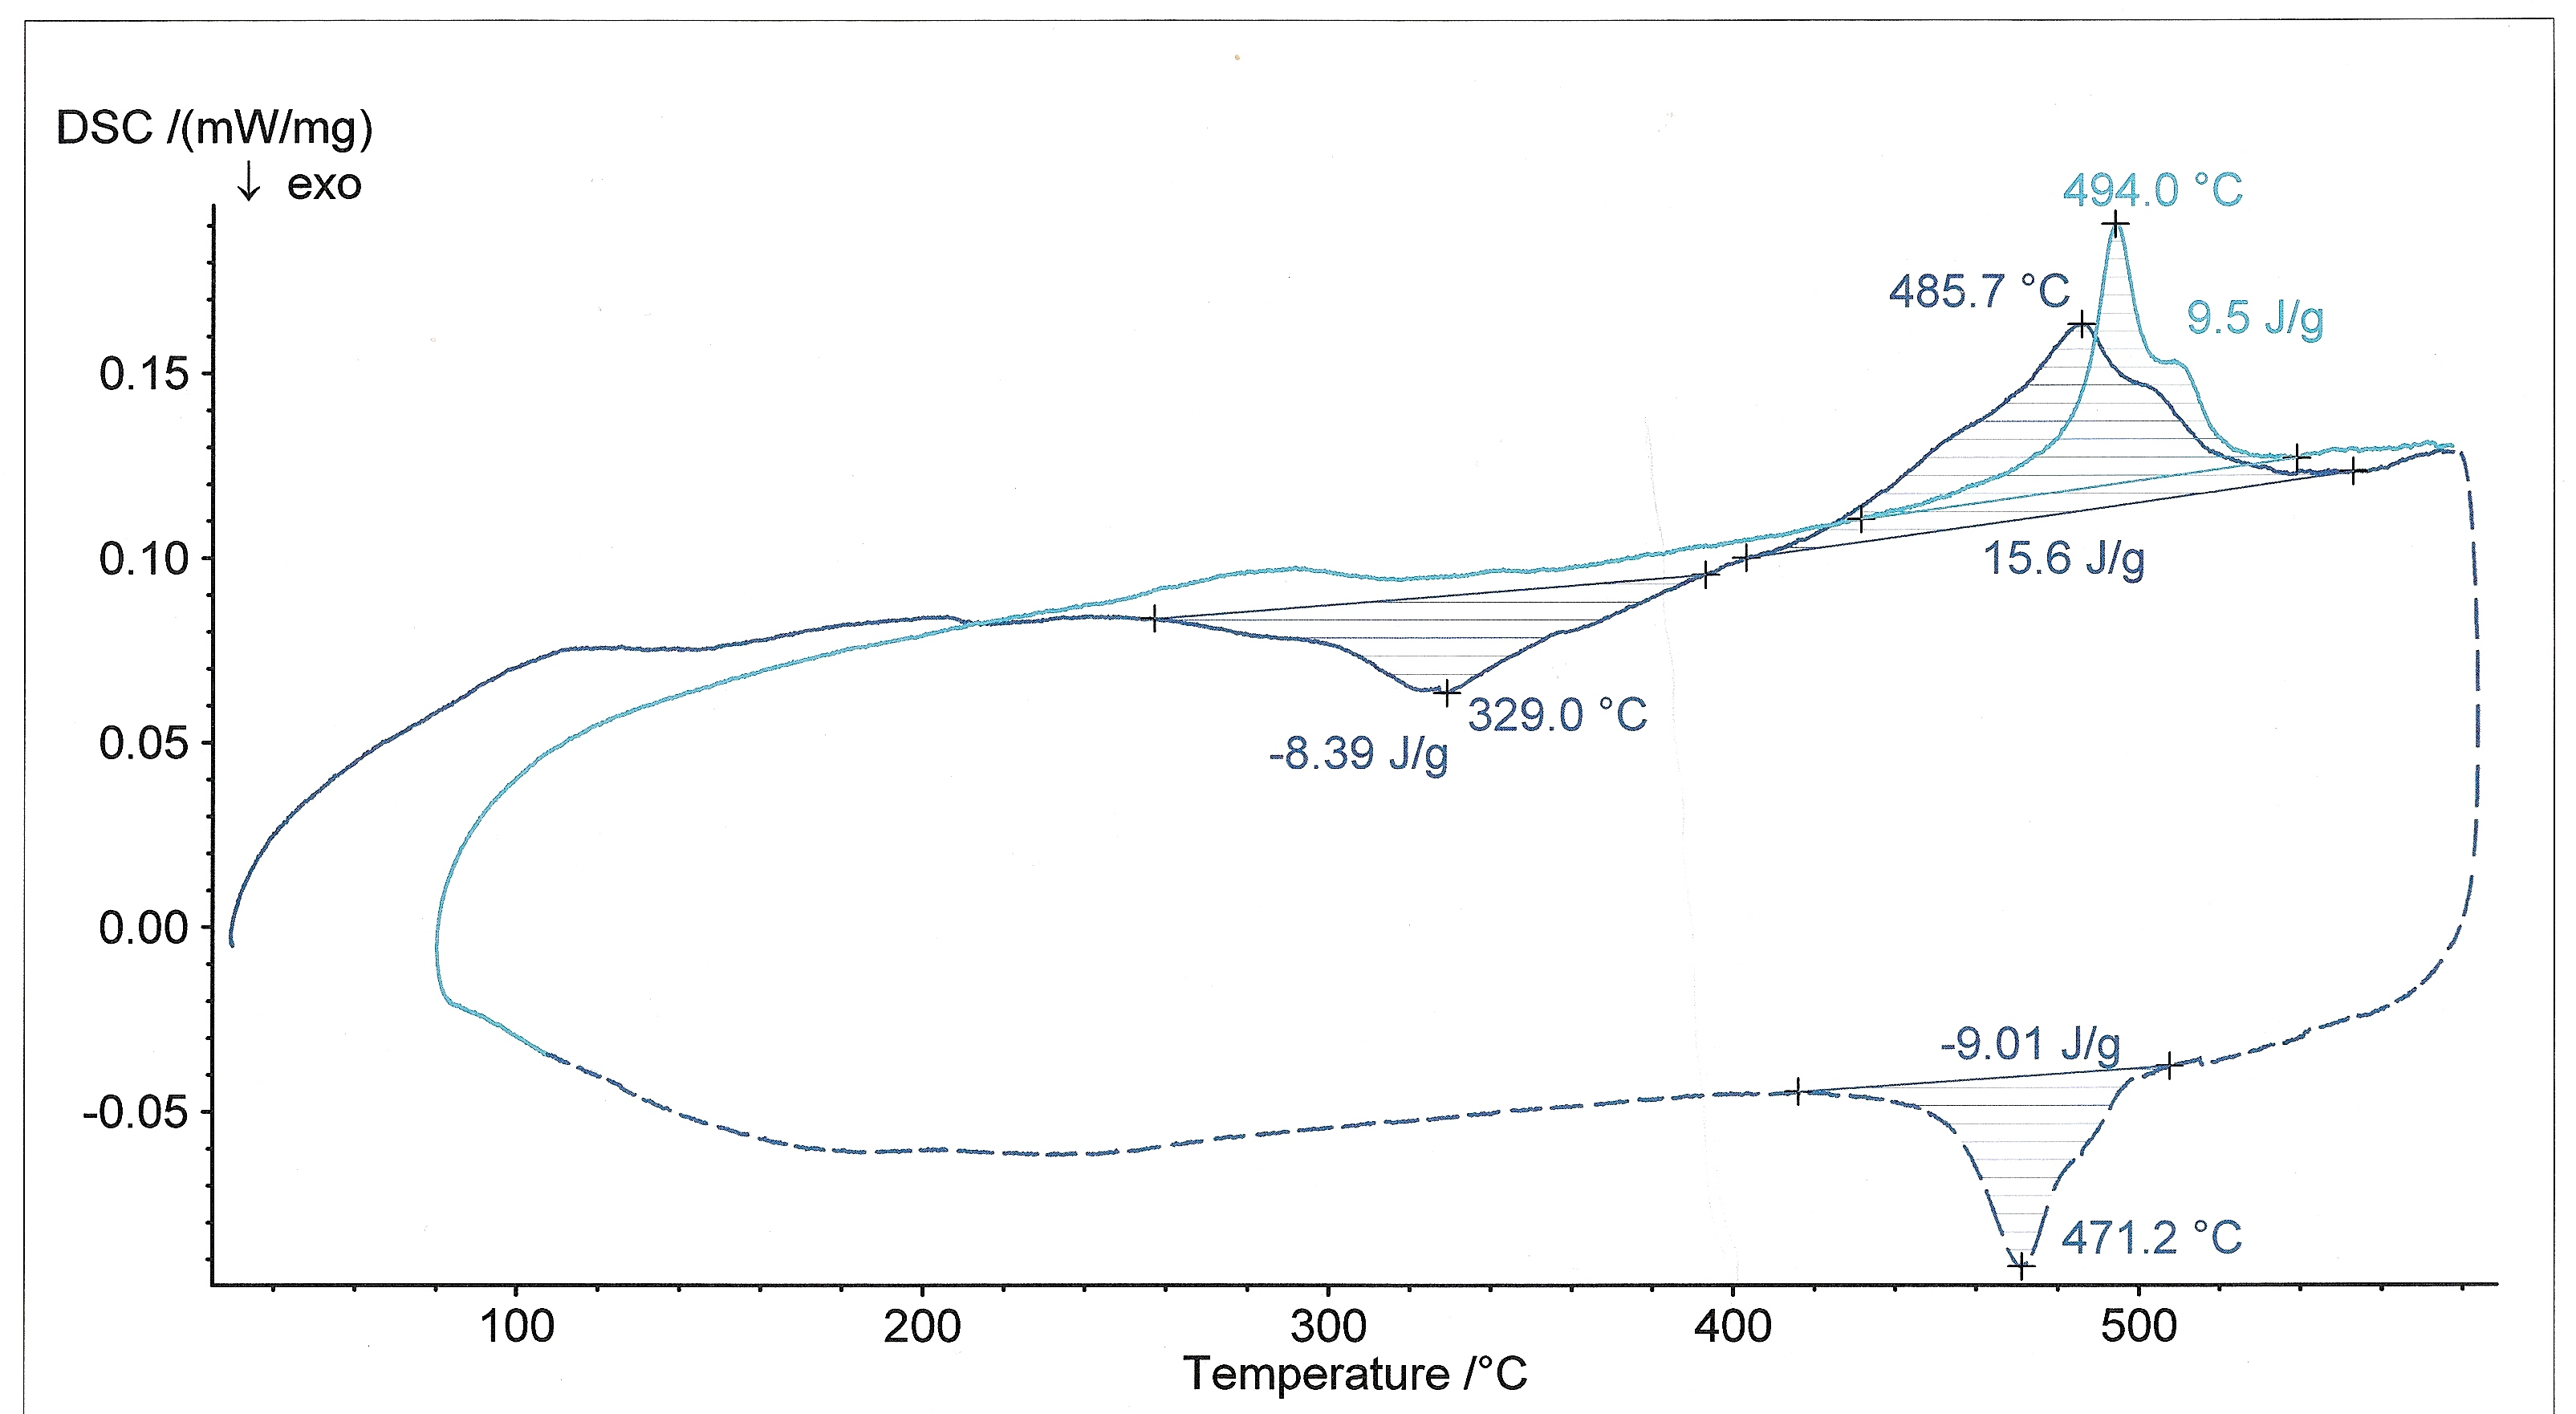 DSC /(mW/mg)
↓ exo
494.0 °C
485.7 °C
9.5 J/g
0.15
15.6 J/g
0.10
329.0 °C
-8.39 J/g
0.05
0.00
-9.01 J/g
-0.05
471.2 °C
100 200 300 400 500
Temperature /°C